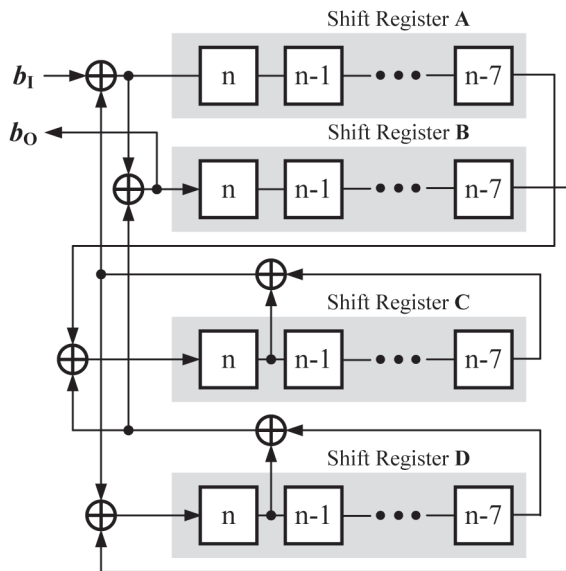 Shift Register A
bI
n n-1 ••• n-7
bO
Shift Register B
n n-1 ••• n-7
Shift Register C
n n-1 ••• n-7
Shift Register D
n n-1 ••• n-7